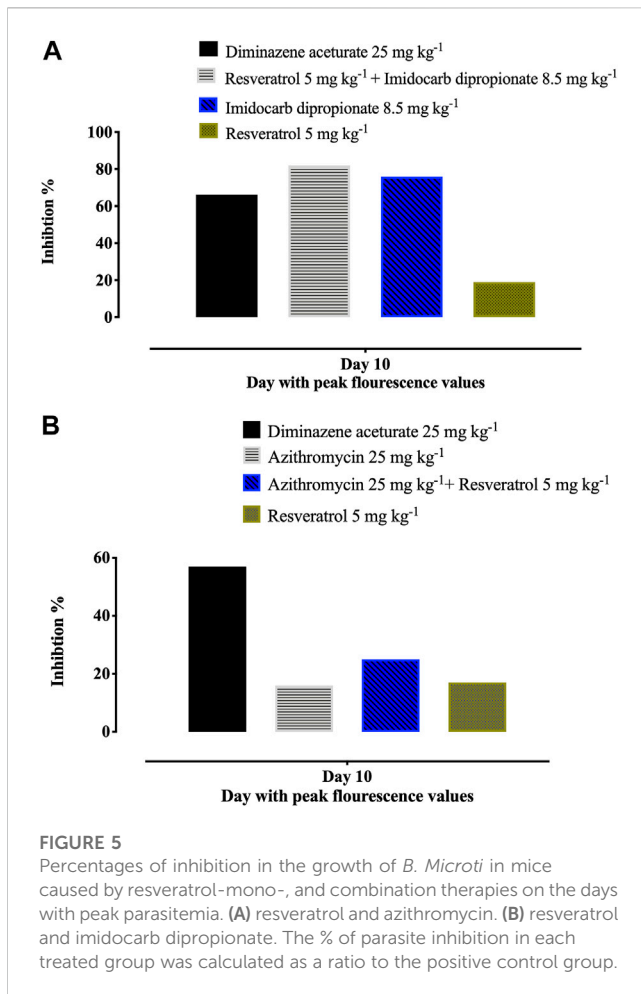 A
Diminazene aceturate 25 mg kg⁻¹
Resveratrol 5 mg kg⁻¹ + Imidocarb dipropionate 8.5 mg kg⁻¹
Imidocarb dipropionate 8.5 mg kg⁻¹
Resveratrol 5 mg kg⁻¹
100
80
60
40
20
0
Inhibtion %
Day 10
Day with peak flourescence values
B
Diminazene aceturate 25 mg kg⁻¹
Azithromycin 25 mg kg⁻¹
Azithromycin 25 mg kg⁻¹+ Resveratrol 5 mg kg⁻¹
Resveratrol 5 mg kg⁻¹
60
40
20
0
Inhibtion %
Day 10
Day with peak flourescence values
FIGURE 5
Percentages of inhibition in the growth of B. Microti in mice
caused by resveratrol-mono-, and combination therapies on the days
with peak parasitemia. (A) resveratrol and azithromycin. (B) resveratrol
and imidocarb dipropionate. The % of parasite inhibition in each
treated group was calculated as a ratio to the positive control group.